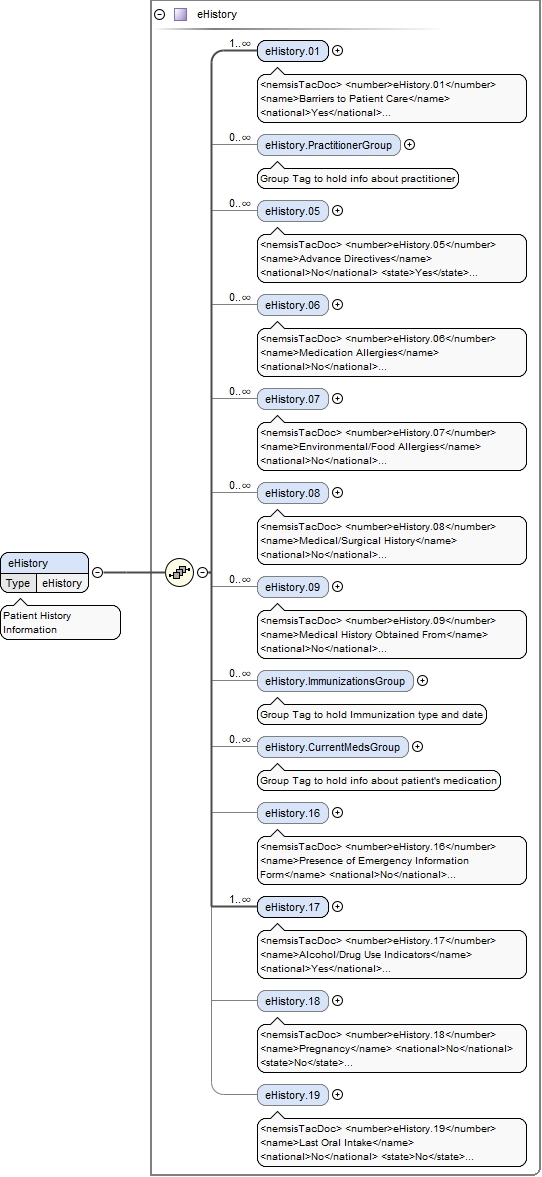 eHistory
1..∞ eHistory.01
<nemsisTacDoc> <number>eHistory.01</number>
<name>Barriers to Patient Care</name>
<national>Yes</national>...
0..∞ eHistory.PractitionerGroup
Group Tag to hold info about practitioner
0..∞ eHistory.05
<nemsisTacDoc> <number>eHistory.05</number>
<name>Advance Directives</name>
<national>No</national> <state>Yes</state>...
0..∞ eHistory.06
<nemsisTacDoc> <number>eHistory.06</number>
<name>Medication Allergies</name>
<national>No</national>...
0..∞ eHistory.07
<nemsisTacDoc> <number>eHistory.07</number>
<name>Environmental/Food Allergies</name>
<national>No</national>...
0..∞ eHistory.08
<nemsisTacDoc> <number>eHistory.08</number>
<name>Medical/Surgical History</name>
<national>No</national>...
eHistory
Type eHistory
Patient History
Information
0..∞ eHistory.09
<nemsisTacDoc> <number>eHistory.09</number>
<name>Medical History Obtained From</name>
<national>No</national>...
0..∞ eHistory.ImmunizationsGroup
Group Tag to hold Immunization type and date
0..∞ eHistory.CurrentMedsGroup
Group Tag to hold info about patient's medication
eHistory.16
<nemsisTacDoc> <number>eHistory.16</number>
<name>Presence of Emergency Information
Form</name> <national>No</national>...
1..∞ eHistory.17
<nemsisTacDoc> <number>eHistory.17</number>
<name>Alcohol/Drug Use Indicators</name>
<national>Yes</national>...
eHistory.18
<nemsisTacDoc> <number>eHistory.18</number>
<name>Pregnancy</name> <national>No</national>
<state>No</state>...
eHistory.19
<nemsisTacDoc> <number>eHistory.19</number>
<name>Last Oral Intake</name>
<national>No</national> <state>No</state>...